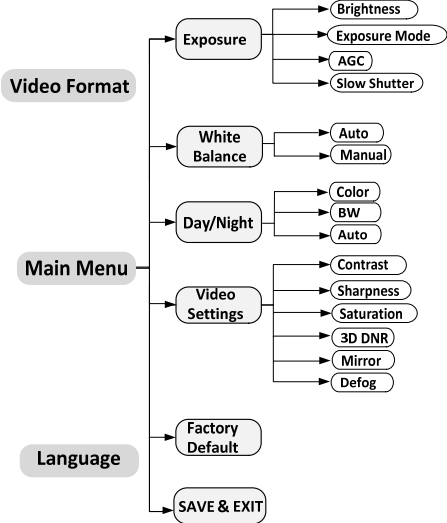 Video Format
Main Menu
Language
Exposure
Brightness
Exposure Mode
AGC
Slow Shutter
White
Balance
Auto
Manual
Day/Night
Color
BW
Auto
Video
Settings
Contrast
Sharpness
Saturation
3D DNR
Mirror
Defog
Factory
Default
SAVE & EXIT